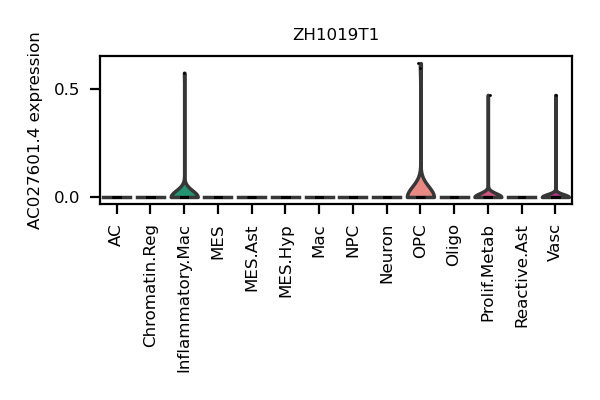 ZH1019T1
AC027601.4 expression
0.5
0.0
AC
Chromatin.Reg
Inflammatory.Mac
MES
MES.Ast
MES.Hyp
Mac
NPC
Neuron
OPC
Oligo
Prolif.Metab
Reactive.Ast
Vasc